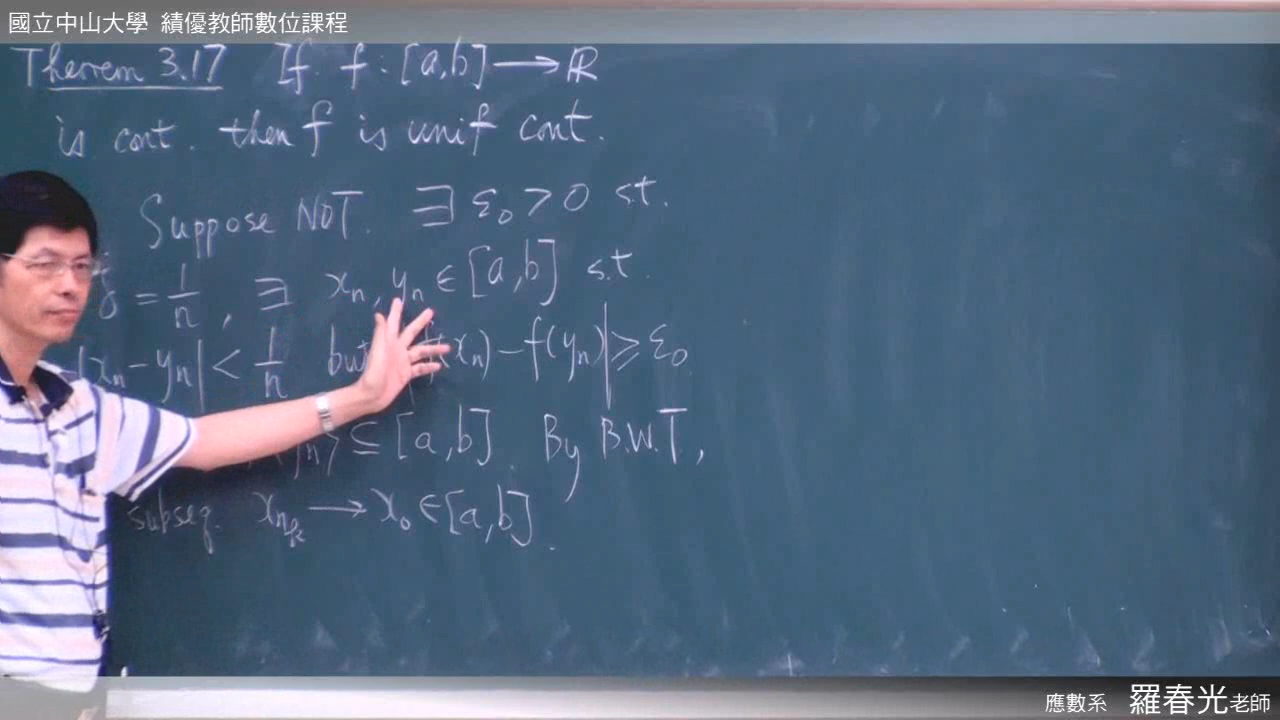 國立中山大學 績優教師數位課程
Theorem 3.17 If f : [a,b] → ℝ
is cont. then f is unif cont.
Suppose NOT. ∃ ε₀ > 0 st.
= 1/n, ∃ xₙ, yₙ ∈ [a,b] s.t.
|xₙ - yₙ| < 1/n but (xₙ) - f(yₙ)| ≥ ε₀
⊆ [a,b]. By B.W.T.,
subseq. xₙₖ → x₀ ∈ [a,b].
應數系 羅春光老師